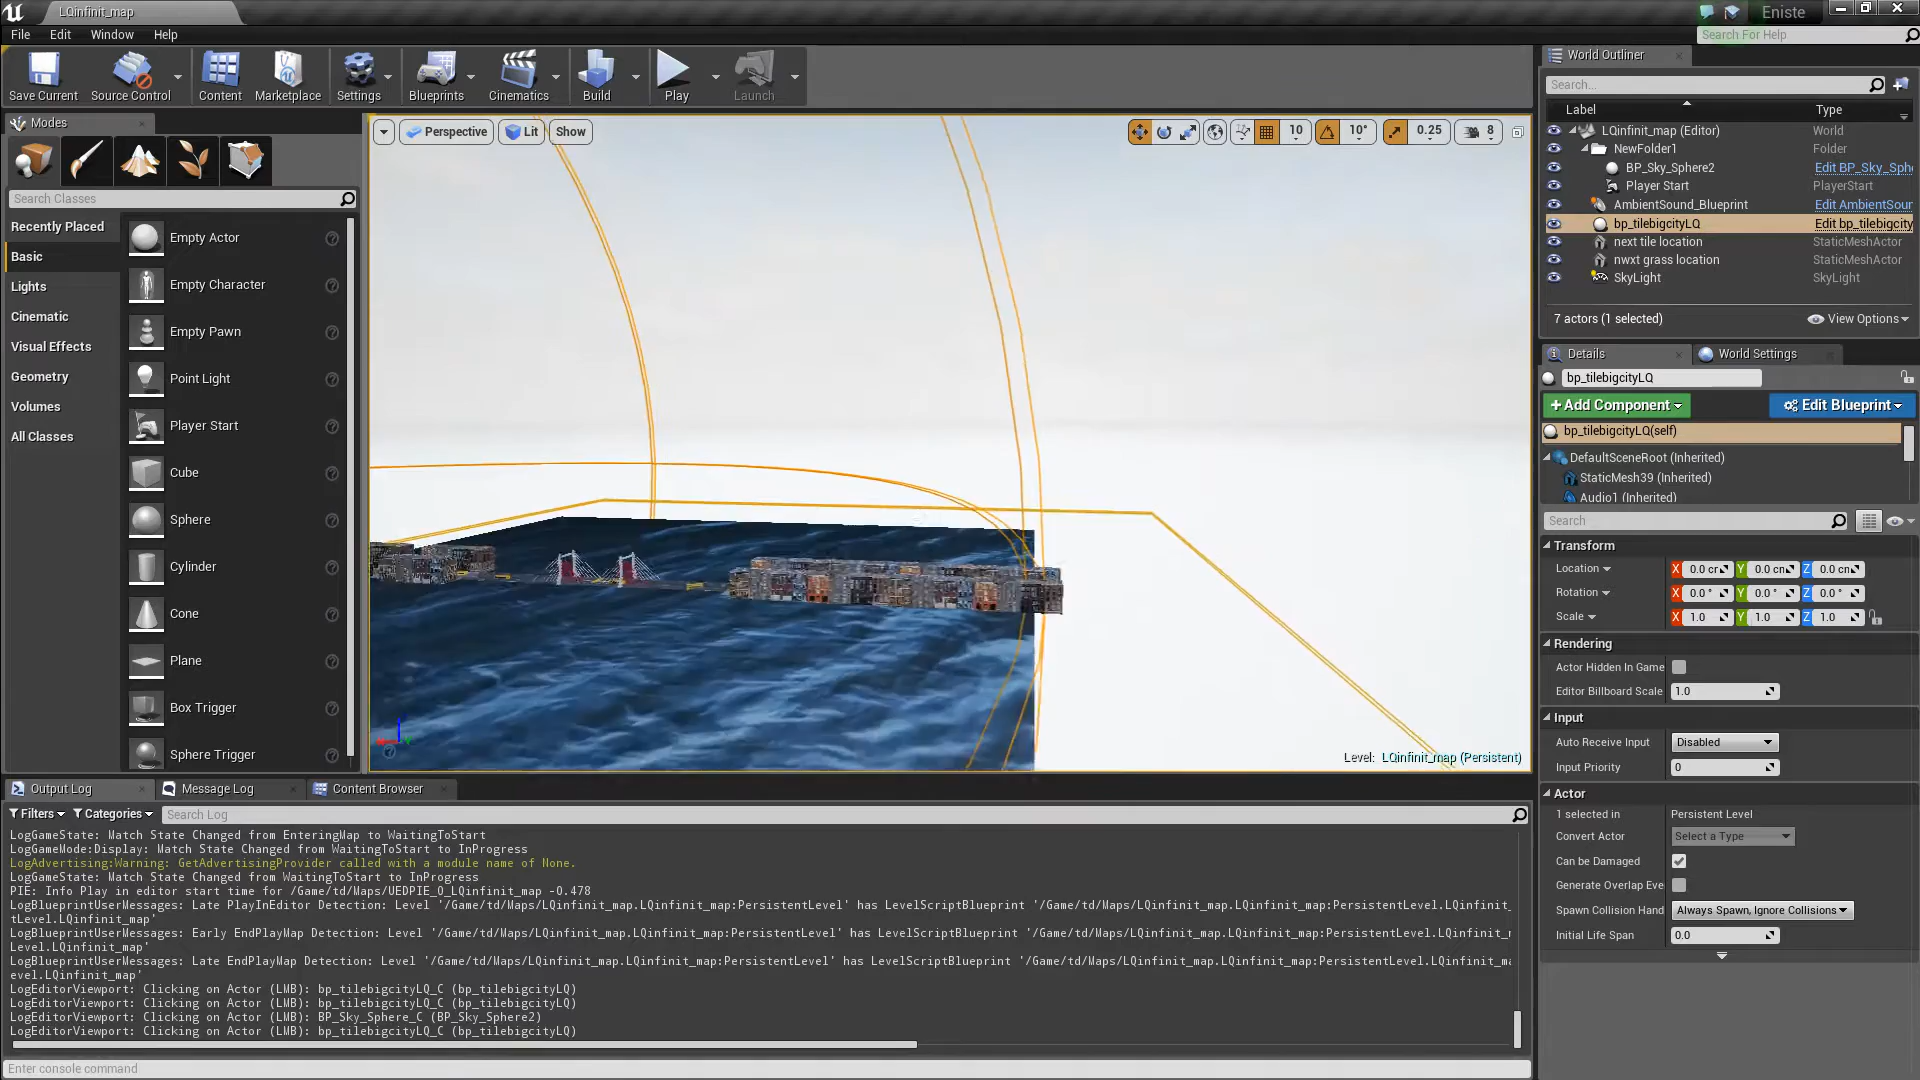 LQinfinit_map
Eniste
File Edit Window Help
Search For Help
Save Current
Source Control
Content
Marketplace
Settings
Blueprints
Cinematics
Build
Play
Launch
Modes
Search Classes
Recently Placed
Basic
Lights
Cinematic
Visual Effects
Geometry
Volumes
All Classes
Empty Actor
Empty Character
Empty Pawn
Point Light
Player Start
Cube
Sphere
Cylinder
Cone
Plane
Box Trigger
Sphere Trigger
Perspective
Lit
Show
10
10°
0.25
8
Level: LQinfinit_map (Persistent)
World Outliner
Search...
Label Type
LQinfinit_map (Editor) World
NewFolder1 Folder
BP_Sky_Sphere2 Edit BP_Sky_Sph
Player Start PlayerStart
AmbientSound_Blueprint Edit AmbientSour
bp_tilebigcityLQ Edit bp_tilebigcity
next tile location StaticMeshActor
nwxt grass location StaticMeshActor
SkyLight SkyLight
7 actors (1 selected)
View Options
Details
World Settings
bp_tilebigcityLQ
+ Add Component
Edit Blueprint
bp_tilebigcityLQ(self)
DefaultSceneRoot (Inherited)
StaticMesh39 (Inherited)
Audio1 (Inherited)
Search
Transform
Location X 0.0 cm Y 0.0 cm Z 0.0 cm
Rotation X 0.0 ° Y 0.0 ° Z 0.0 °
Scale X 1.0 Y 1.0 Z 1.0
Rendering
Actor Hidden In Game
Editor Billboard Scale 1.0
Input
Auto Receive Input Disabled
Input Priority 0
Actor
1 selected in Persistent Level
Convert Actor Select a Type
Can be Damaged
Generate Overlap Eve
Spawn Collision Hand Always Spawn, Ignore Collisions
Initial Life Span 0.0
Output Log
Message Log
Content Browser
Filters
Categories
Search Log
LogGameState: Match State Changed from EnteringMap to WaitingToStart
LogGameMode:Display: Match State Changed from WaitingToStart to InProgress
LogAdvertising:Warning: GetAdvertisingProvider called with a module name of None.
LogGameState: Match State Changed from WaitingToStart to InProgress
PIE: Info Play in editor start time for /Game/td/Maps/UEDPIE_0_LQinfinit_map -0.478
LogBlueprintUserMessages: Late PlayInEditor Detection: Level '/Game/td/Maps/LQinfinit_map.LQinfinit_map:PersistentLevel' has LevelScriptBlueprint '/Game/td/Maps/LQinfinit_map.LQinfinit_map:PersistentLevel.LQinfinit_
tLevel.LQinfinit_map'
LogBlueprintUserMessages: Early EndPlayMap Detection: Level '/Game/td/Maps/LQinfinit_map.LQinfinit_map:PersistentLevel' has LevelScriptBlueprint '/Game/td/Maps/LQinfinit_map.LQinfinit_map:PersistentLevel.LQinfinit_
Level.LQinfinit_map'
LogBlueprintUserMessages: Late EndPlayMap Detection: Level '/Game/td/Maps/LQinfinit_map.LQinfinit_map:PersistentLevel' has LevelScriptBlueprint '/Game/td/Maps/LQinfinit_map.LQinfinit_map:PersistentLevel.LQinfinit_
evel.LQinfinit_map'
LogEditorViewport: Clicking on Actor (LMB): bp_tilebigcityLQ_C (bp_tilebigcityLQ)
LogEditorViewport: Clicking on Actor (LMB): bp_tilebigcityLQ_C (bp_tilebigcityLQ)
LogEditorViewport: Clicking on Actor (LMB): BP_Sky_Sphere_C (BP_Sky_Sphere2)
LogEditorViewport: Clicking on Actor (LMB): bp_tilebigcityLQ_C (bp_tilebigcityLQ)
Enter console command